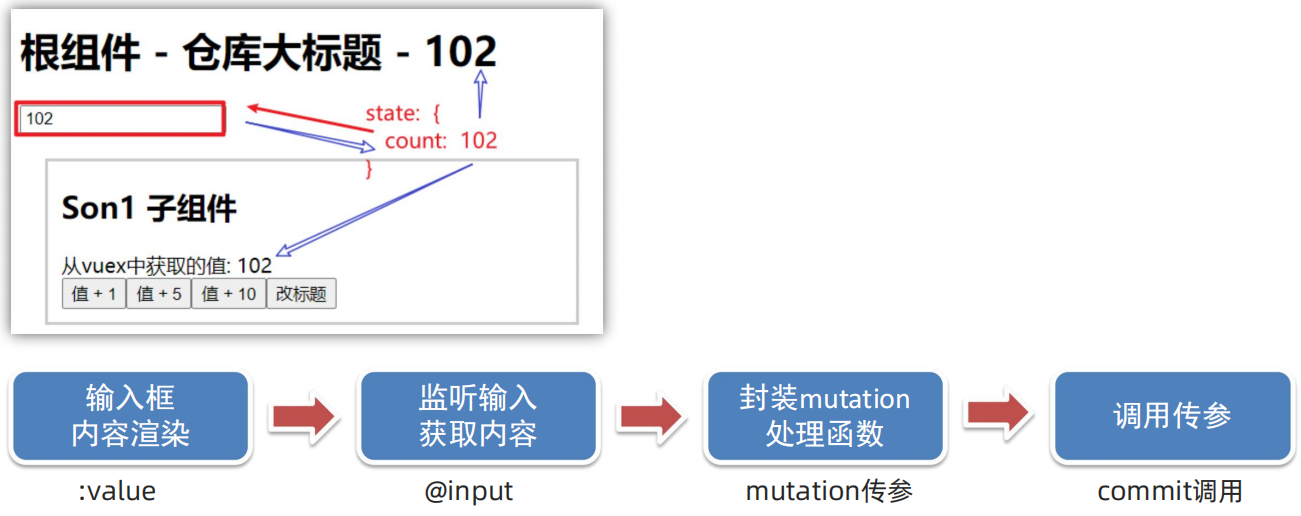 根组件 - 仓库大标题 - 102
102
state: {
count: 102
}
Son1 子组件
从vuex中获取的值: 102
值 + 1
值 + 5
值 + 10
改标题
输入框
内容渲染
监听输入
获取内容
封装mutation
处理函数
调用传参
:value
@input
mutation传参
commit调用